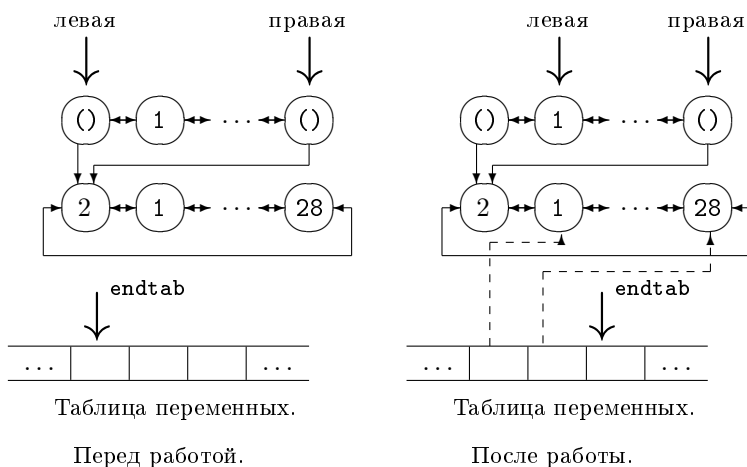 левая правая левая правая
() 1 ... () () 1 ... ()
2 1 ... 28 2 1 ... 28
endtab endtab
... ... ... ...
Таблица переменных. Таблица переменных.
Перед работой. После работы.